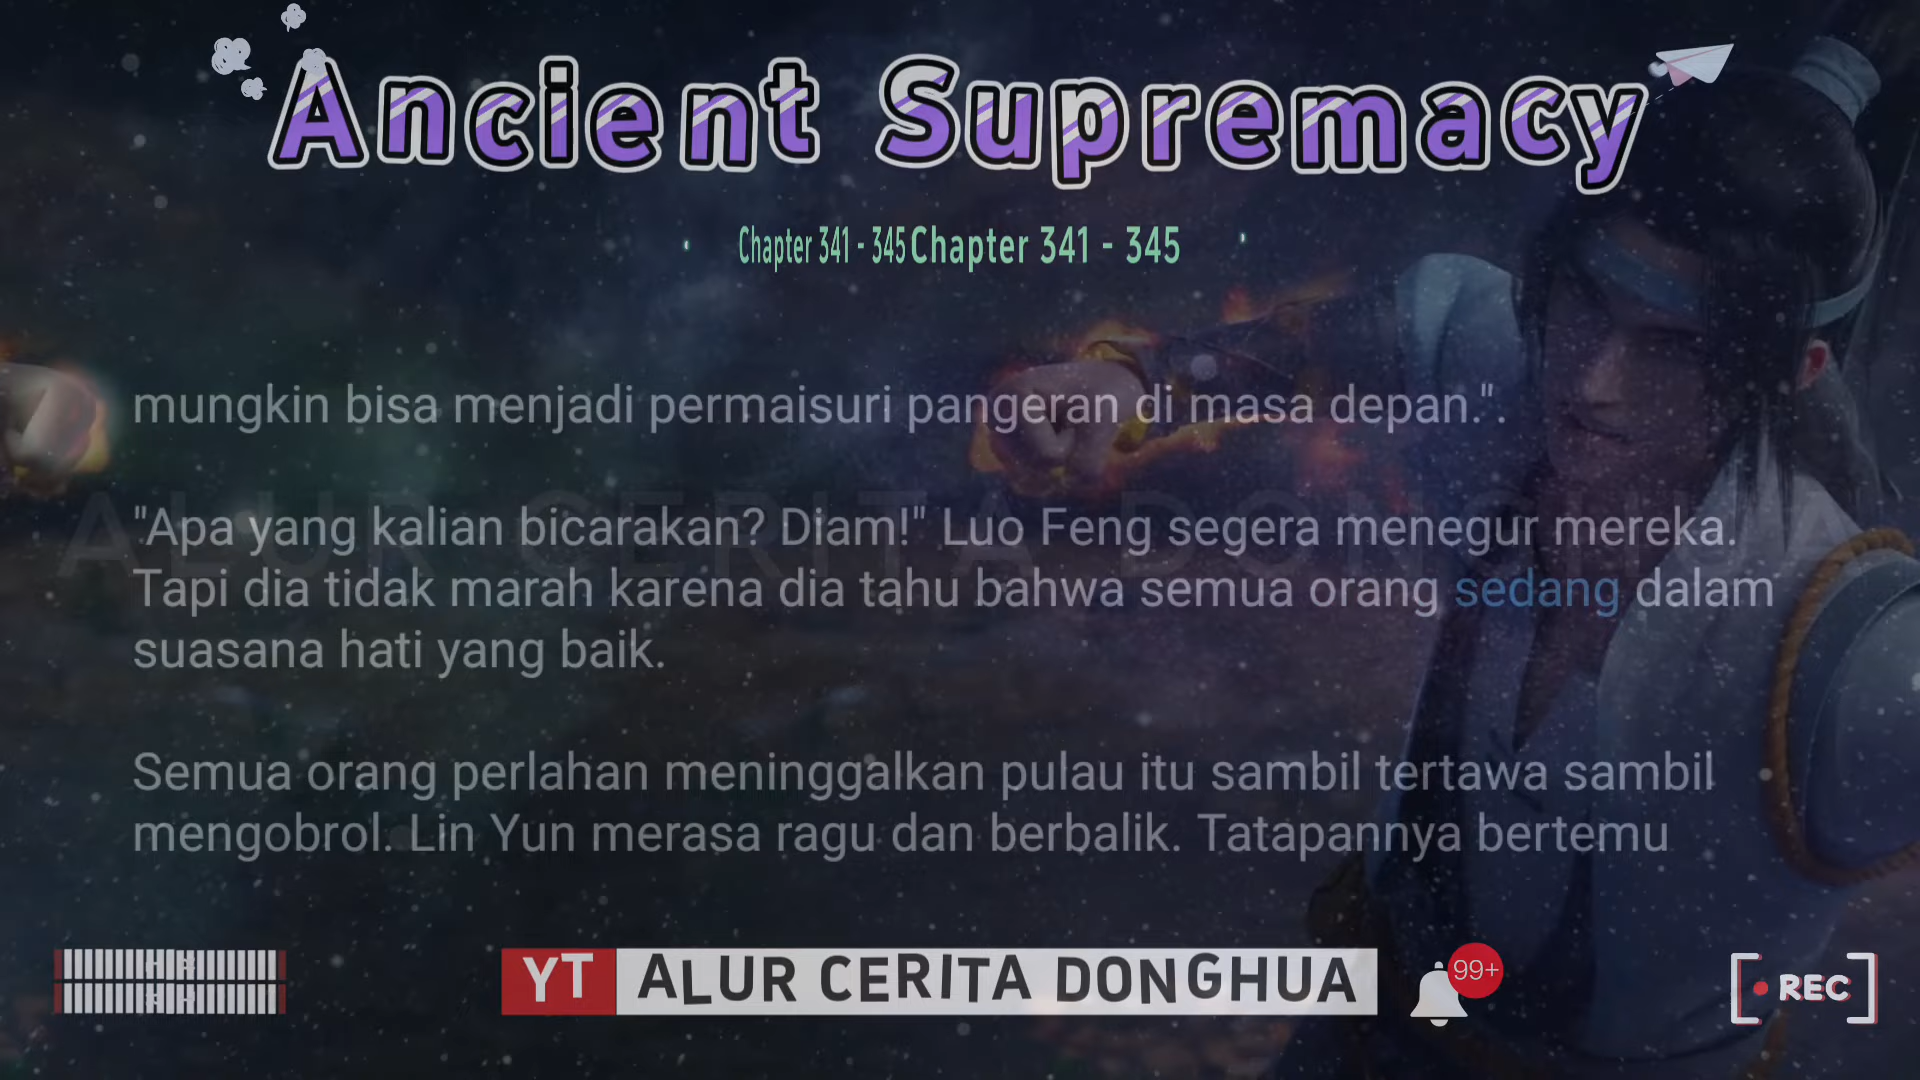 Ancient Supremacy
Chapter 341 - 345 Chapter 341 - 345
mungkin bisa menjadi permaisuri pangeran di masa depan.".
"Apa yang kalian bicarakan? Diam!" Luo Feng segera menegur mereka.
Tapi dia tidak marah karena dia tahu bahwa semua orang sedang dalam
suasana hati yang baik.
Semua orang perlahan meninggalkan pulau itu sambil tertawa sambil
mengobrol. Lin Yun merasa ragu dan berbalik. Tatapannya bertemu
ALUR CERITA DONGHUA
YT ALUR CERITA DONGHUA
99+
REC